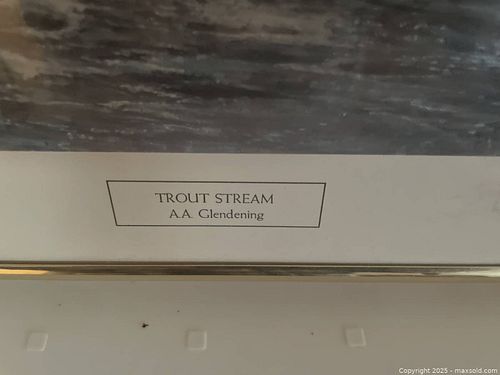 TROUT STREAM
A.A. Glendening
Copyright 2025 - maxsold.com